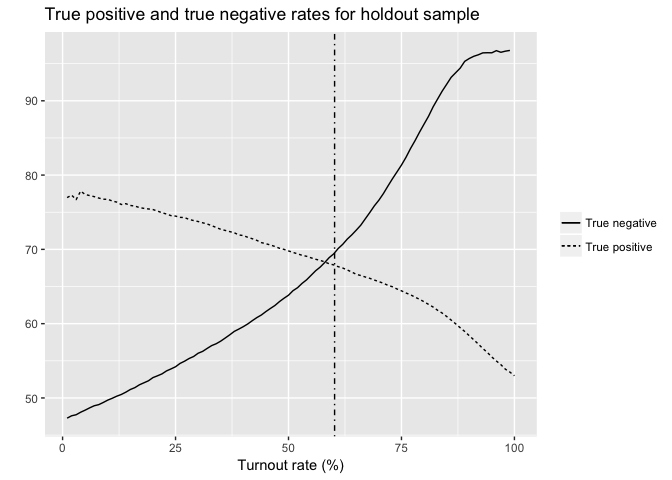 True positive and true negative rates for holdout sample
90
80
70
60
50
0
25
50
75
100
Turnout rate (%)
True negative
True positive